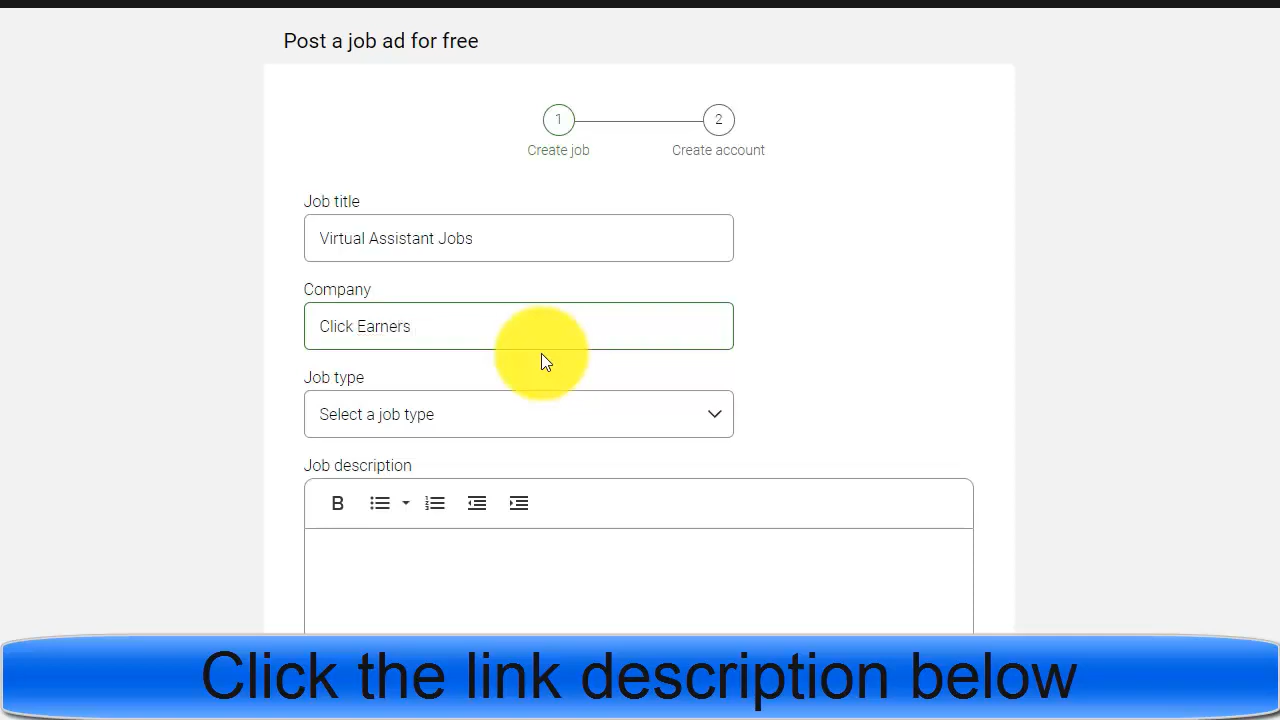 Post a job ad for free
1
2
Create job
Create account
Job title
Virtual Assistant Jobs
Company
Click Earners
Job type
Select a job type
Job description
B
Click the link description below